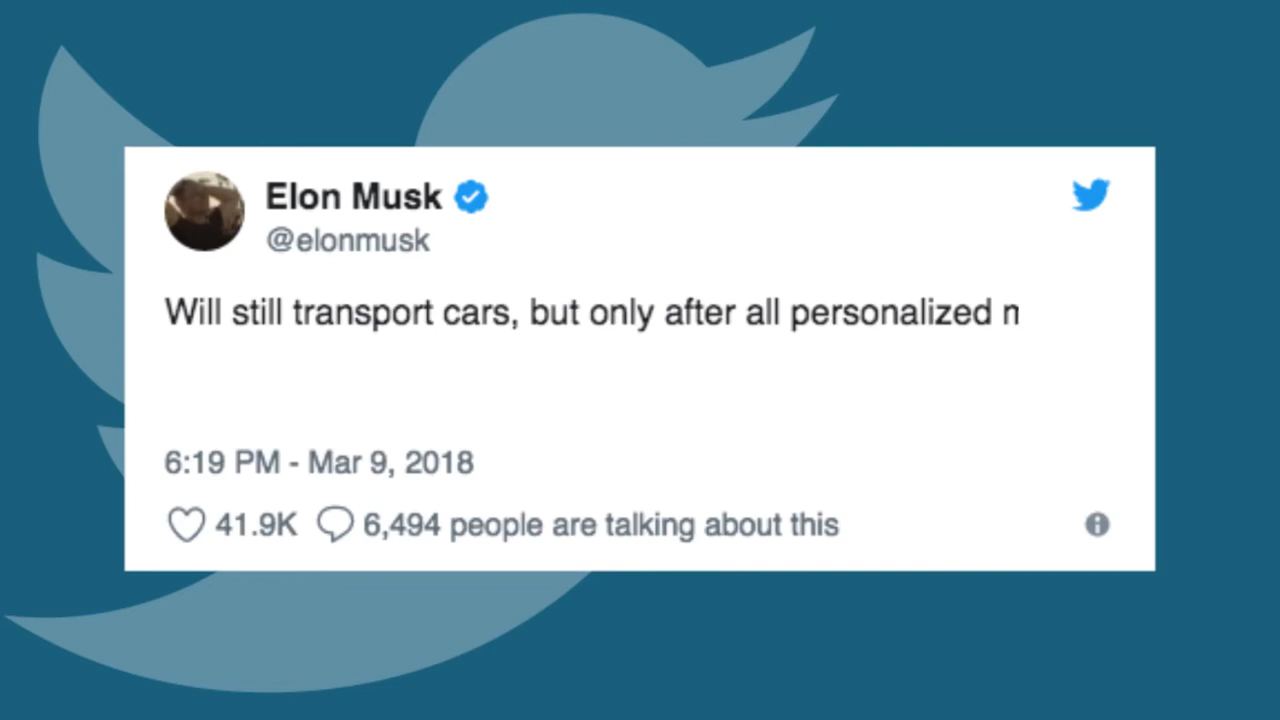 Elon Musk
@elonmusk
Will still transport cars, but only after all personalized m
6:19 PM - Mar 9, 2018
41.9K 6,494 people are talking about this